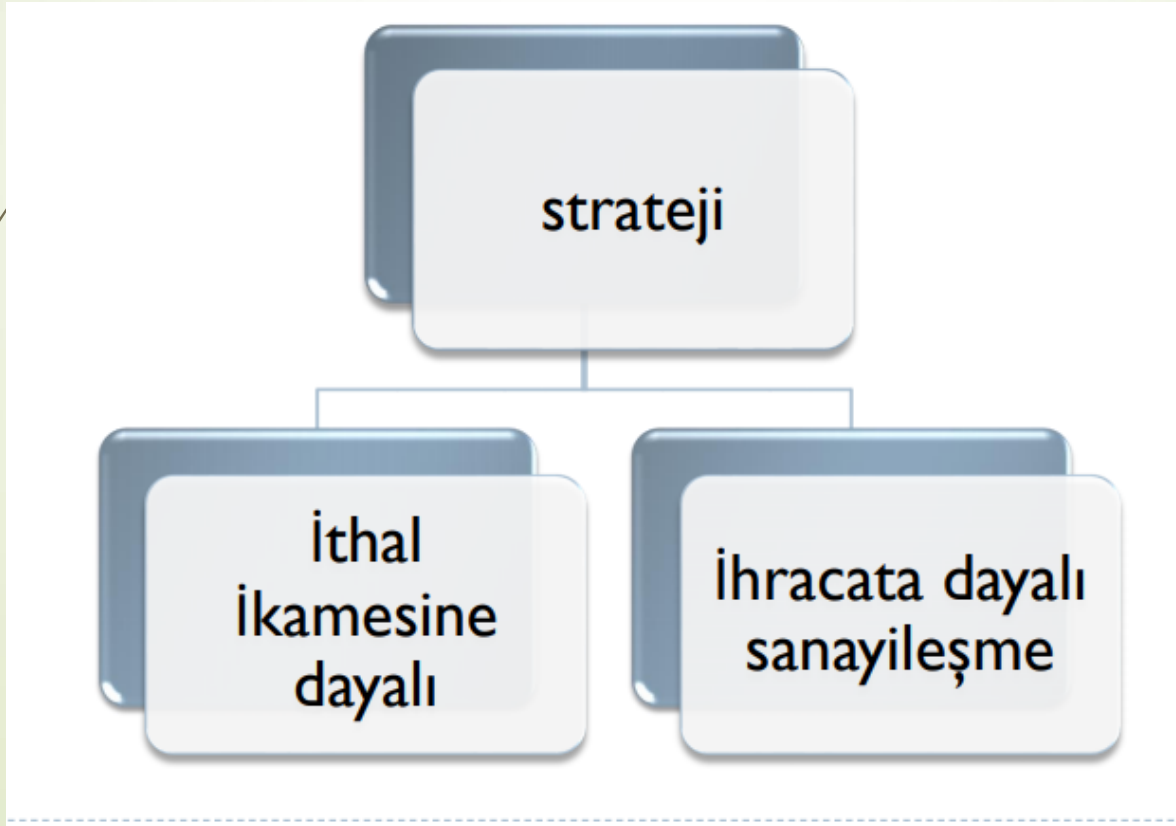 strateji
İthal
İkamesine
dayalı
İhracata dayalı
sanayileşme